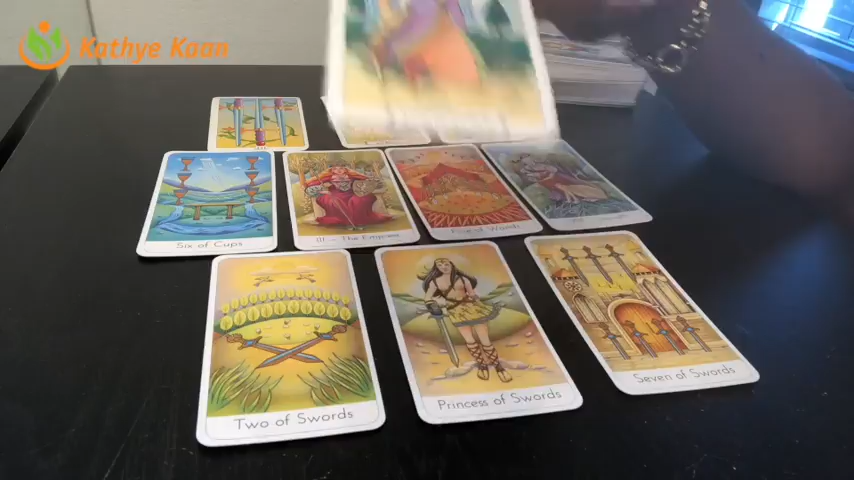 Kathye Kaan
Six of Cups
III - The Empress
of Wands
Two of Swords
Princess of Swords
Seven of Swords